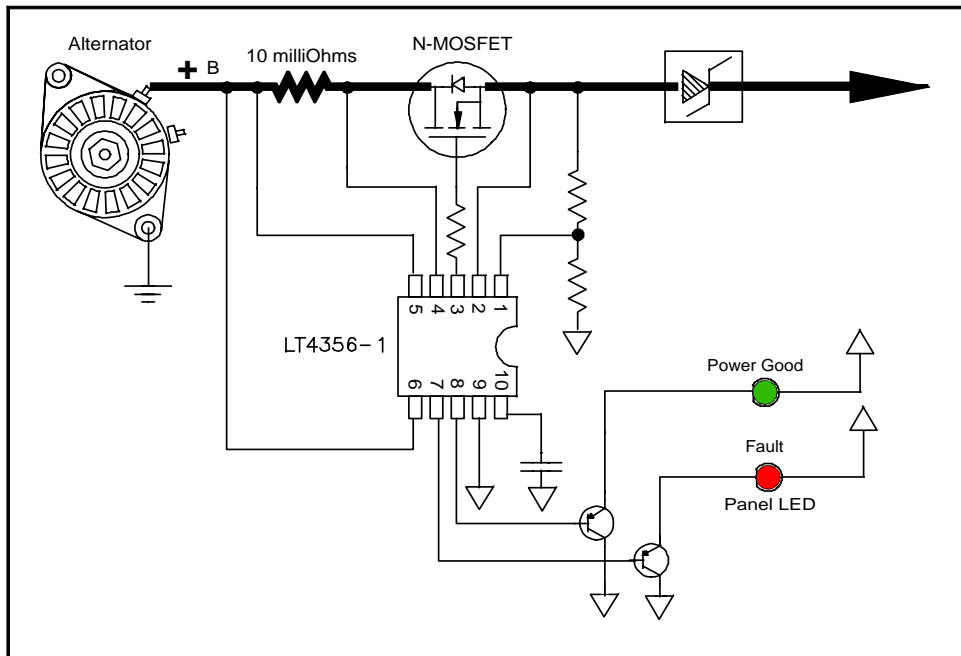 Alternator
10 milliOhms
N-MOSFET
+ B
5 4 3 2 1
LT4356-1
6 7 8 9 10
Power Good
Fault
Panel LED